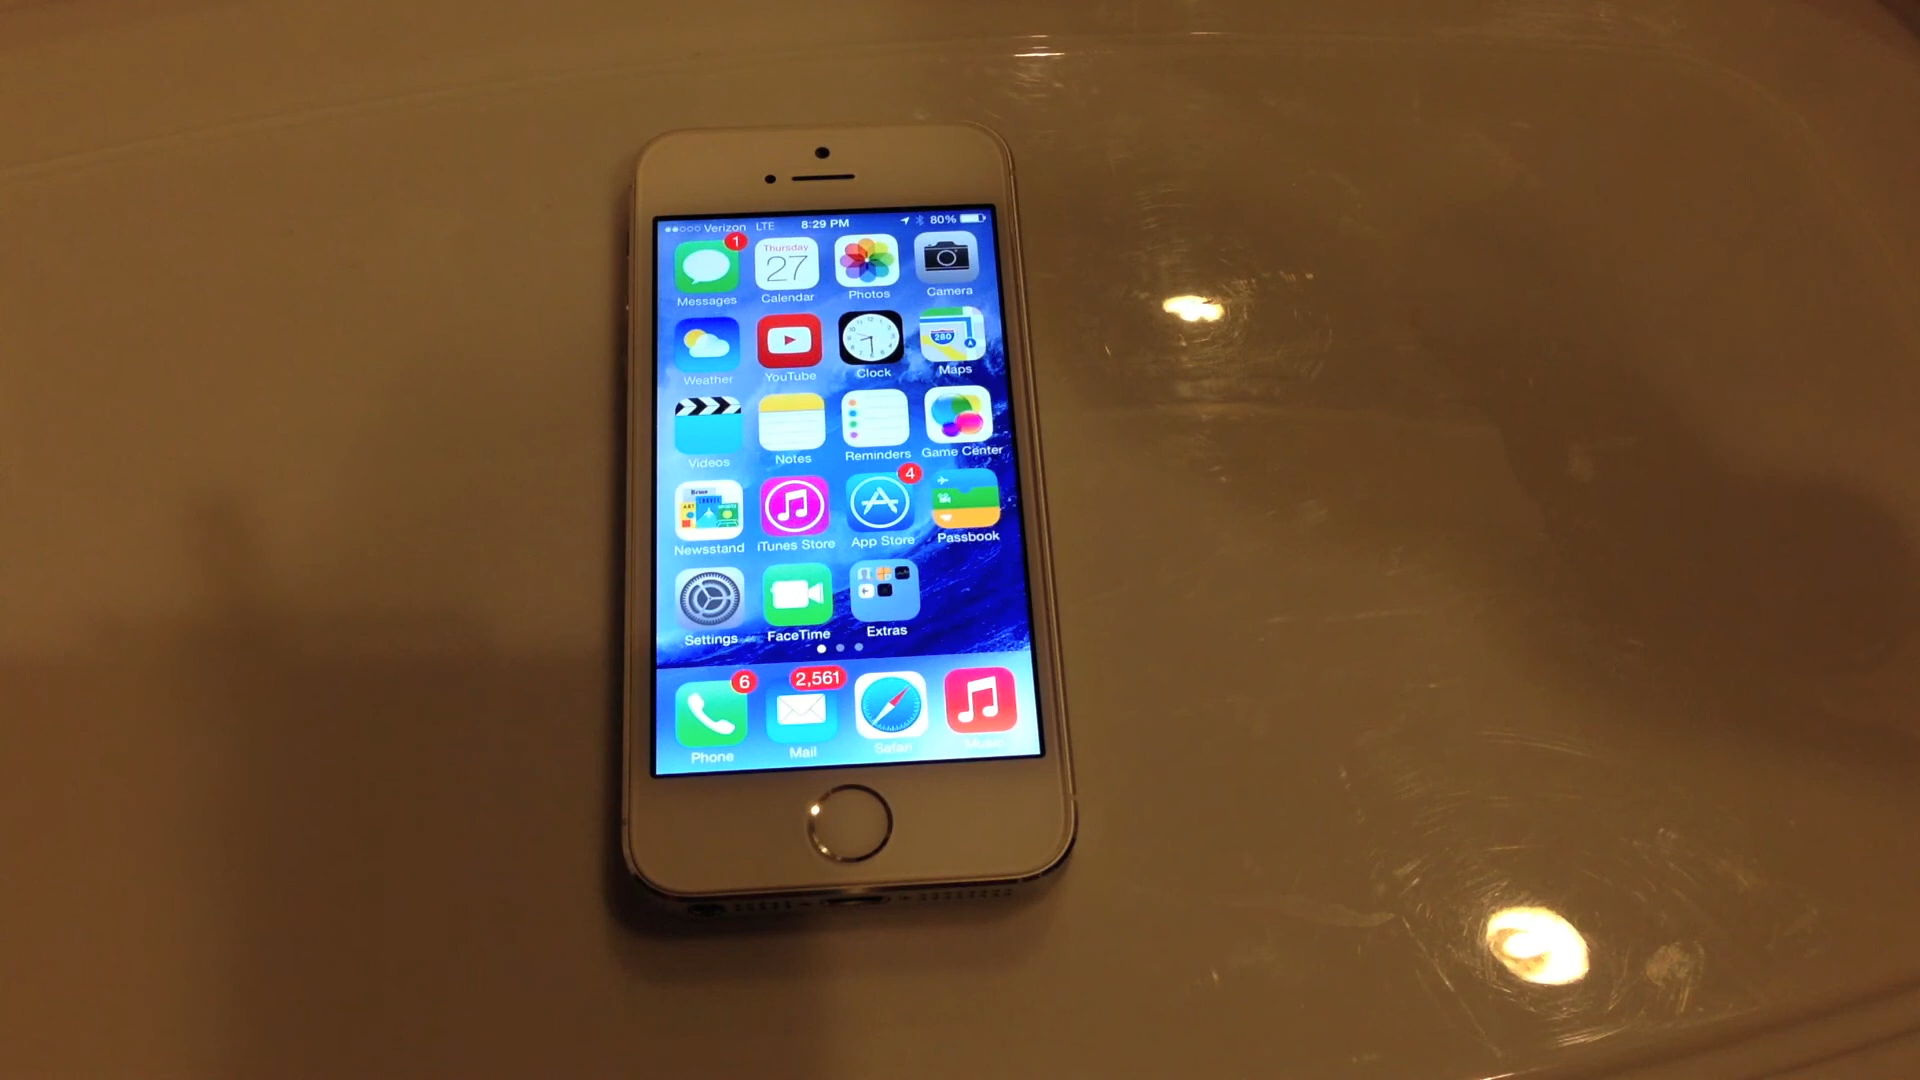 Verizon LTE 8:29 PM 80%
1
Thursday
27
Messages Calendar Photos Camera
280
Weather YouTube Clock Maps
Videos Notes Reminders Game Center
4
Newsstand iTunes Store App Store Passbook
Settings FaceTime Extras
6 2,561
Phone Mail Safari Music